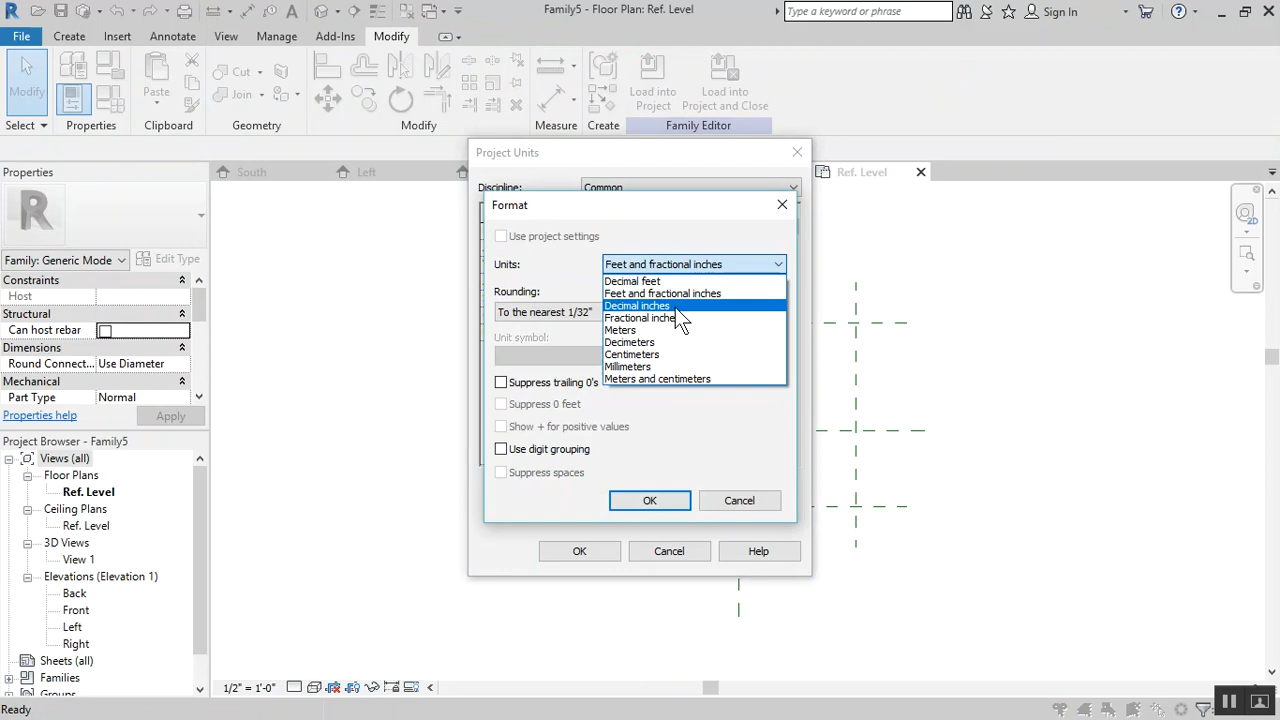 Family5 - Floor Plan: Ref. Level
Type a keyword or phrase
Sign In
File Create Insert Annotate View Manage Add-Ins Modify
Modify
Paste
Cut
Join
Load into Project
Load into Project and Close
Select Properties Clipboard Geometry Modify Measure Create Family Editor
Properties
South Left Ref. Level
R
Family: Generic Mode Edit Type
Constraints
Host
Structural
Can host rebar
Dimensions
Round Connect... Use Diameter
Mechanical
Part Type Normal
Properties help Apply
Project Browser - Family5
Views (all)
Floor Plans
Ref. Level
Ceiling Plans
Ref. Level
3D Views
View 1
Elevations (Elevation 1)
Back
Front
Left
Right
Sheets (all)
Families
Groups
Project Units
Discipline: Common
Format
Use project settings
Units: Feet and fractional inches
Decimal feet
Feet and fractional inches
Decimal inches
Fractional inche
Meters
Decimeters
Centimeters
Millimeters
Meters and centimeters
Rounding:
To the nearest 1/32"
Unit symbol:
Suppress trailing 0's
Suppress 0 feet
Show + for positive values
Use digit grouping
Suppress spaces
OK Cancel
OK Cancel Help
2D
1/2" = 1'-0"
Ready